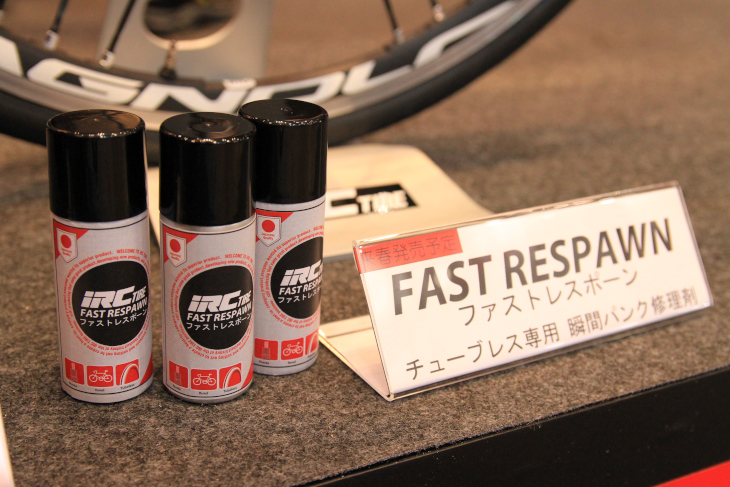 AGNOLC
IRC TIRE
FAST RESPAWN
ファストレスポーン
IRC TIRE
FAST RESPAWN
ファストレスポーン
IRC
FAST RESPAWN
ファストレスポーン
RC TIRE
春発売予定
FAST RESPAWN
ファストレスポーン
チューブレス専用 瞬間パンク修理剤